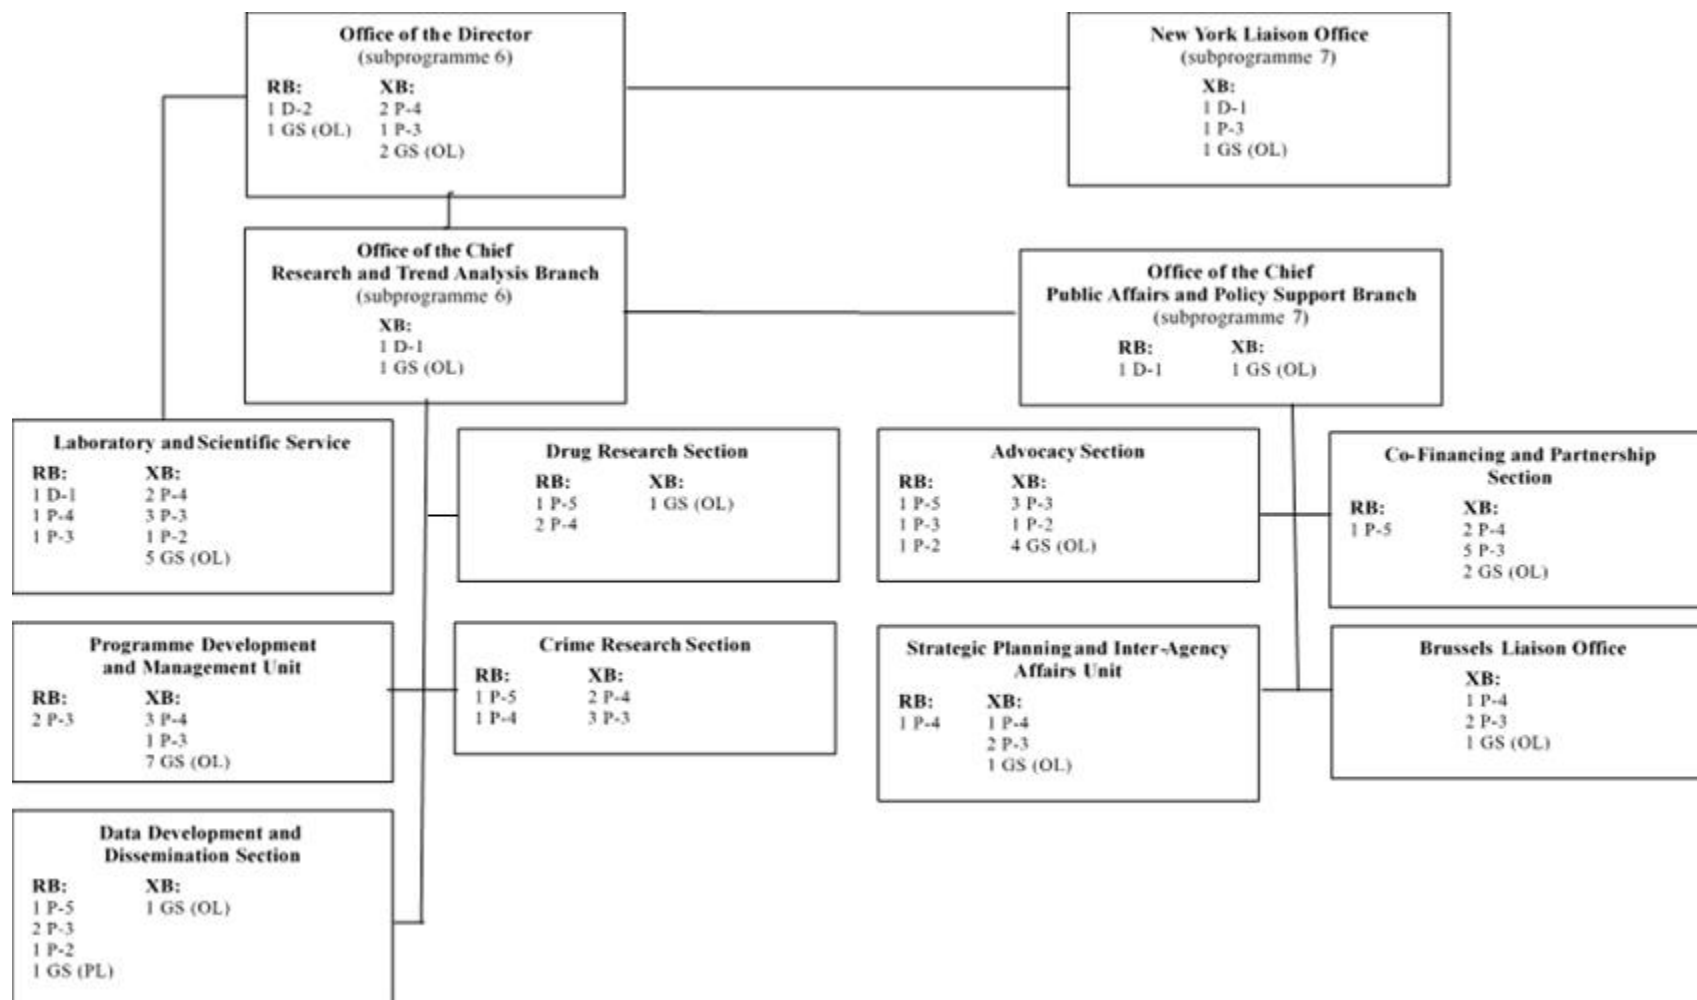 Office of the Director
(subprogramme 6)
RB: XB:
1 D-2 2 P-4
1 GS (OL) 1 P-3
2 GS (OL)
New York Liaison Office
(subprogramme 7)
XB:
1 D-1
1 P-3
1 GS (OL)
Office of the Chief
Research and Trend Analysis Branch
(subprogramme 6)
XB:
1 D-1
1 GS (OL)
Office of the Chief
Public Affairs and Policy Support Branch
(subprogramme 7)
RB: XB:
1 D-1 1 GS (OL)
Laboratory and Scientific Service
RB: XB:
1 D-1 2 P-4
1 P-4 3 P-3
1 P-3 1 P-2
5 GS (OL)
Drug Research Section
RB: XB:
1 P-5 1 GS (OL)
2 P-4
Advocacy Section
RB: XB:
1 P-5 3 P-3
1 P-3 1 P-2
1 P-2 4 GS (OL)
Co-Financing and Partnership
Section
RB: XB:
1 P-5 2 P-4
5 P-3
2 GS (OL)
Programme Development
and Management Unit
RB: XB:
2 P-3 3 P-4
1 P-3
7 GS (OL)
Crime Research Section
RB: XB:
1 P-5 2 P-4
1 P-4 3 P-3
Strategic Planning and Inter-Agency
Affairs Unit
RB: XB:
1 P-4 1 P-4
2 P-3
1 GS (OL)
Brussels Liaison Office
XB:
1 P-4
2 P-3
1 GS (OL)
Data Development and
Dissemination Section
RB: XB:
1 P-5 1 GS (OL)
2 P-3
1 P-2
1 GS (PL)